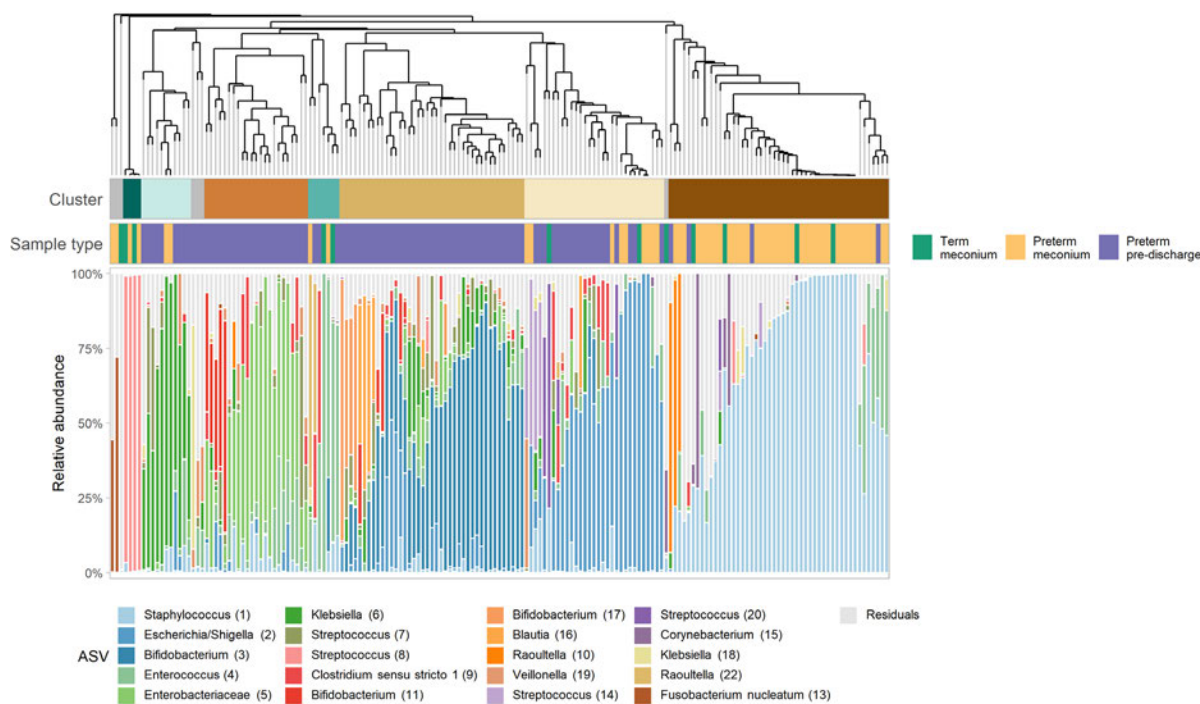 Cluster
Sample type
Term meconium
Preterm meconium
Preterm pre-discharge
100%
75%
50%
25%
0%
Relative abundance
ASV
Staphylococcus (1)
Escherichia/Shigella (2)
Bifidobacterium (3)
Enterococcus (4)
Enterobacteriaceae (5)
Klebsiella (6)
Streptococcus (7)
Streptococcus (8)
Clostridium sensu stricto 1 (9)
Bifidobacterium (11)
Bifidobacterium (17)
Blautia (16)
Raoultella (10)
Veillonella (19)
Streptococcus (14)
Streptococcus (20)
Corynebacterium (15)
Klebsiella (18)
Raoultella (22)
Fusobacterium nucleatum (13)
Residuals